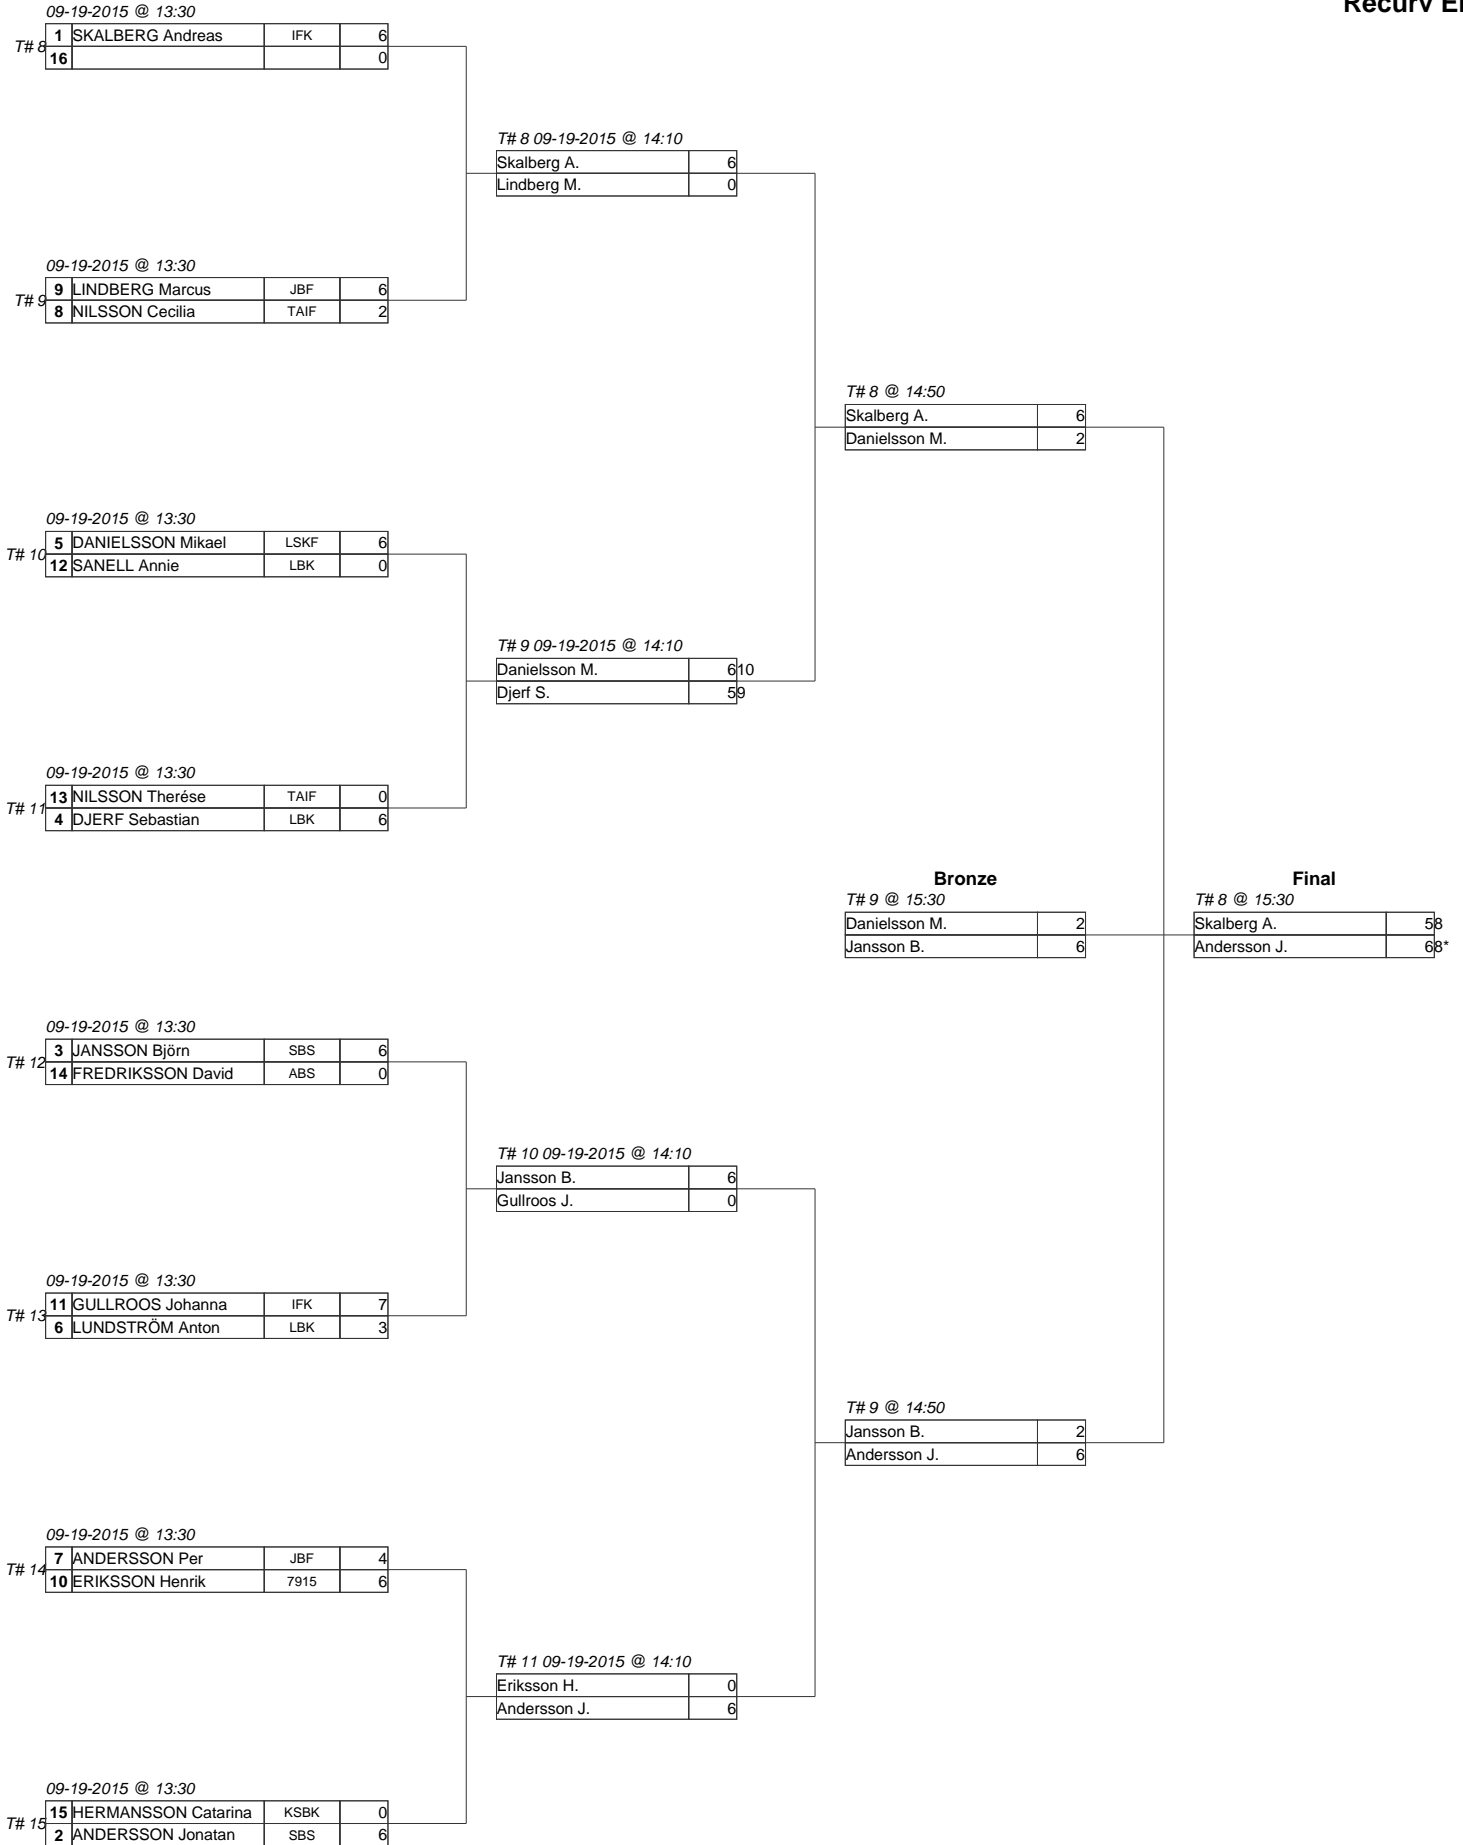 Recurv El
09-19-2015 @ 13:30
T# 8
1 SKALBERG Andreas IFK 6
16 0
T# 8 09-19-2015 @ 14:10
Skalberg A. 6
Lindberg M. 0
09-19-2015 @ 13:30
T# 9
9 LINDBERG Marcus JBF 6
8 NILSSON Cecilia TAIF 2
T# 8 @ 14:50
Skalberg A. 6
Danielsson M. 2
09-19-2015 @ 13:30
T# 10
5 DANIELSSON Mikael LSKF 6
12 SANELL Annie LBK 0
T# 9 09-19-2015 @ 14:10
Danielsson M. 6 10
Djerf S. 5 9
09-19-2015 @ 13:30
T# 11
13 NILSSON Therése TAIF 0
4 DJERF Sebastian LBK 6
Bronze
T# 9 @ 15:30
Danielsson M. 2
Jansson B. 6
Final
T# 8 @ 15:30
Skalberg A. 5 8
Andersson J. 6 8*
09-19-2015 @ 13:30
T# 12
3 JANSSON Björn SBS 6
14 FREDRIKSSON David ABS 0
T# 10 09-19-2015 @ 14:10
Jansson B. 6
Gullroos J. 0
09-19-2015 @ 13:30
T# 13
11 GULLROOS Johanna IFK 7
6 LUNDSTRÖM Anton LBK 3
T# 9 @ 14:50
Jansson B. 2
Andersson J. 6
09-19-2015 @ 13:30
T# 14
7 ANDERSSON Per JBF 4
10 ERIKSSON Henrik 7915 6
T# 11 09-19-2015 @ 14:10
Eriksson H. 0
Andersson J. 6
09-19-2015 @ 13:30
T# 15
15 HERMANSSON Catarina KSBK 0
2 ANDERSSON Jonatan SBS 6